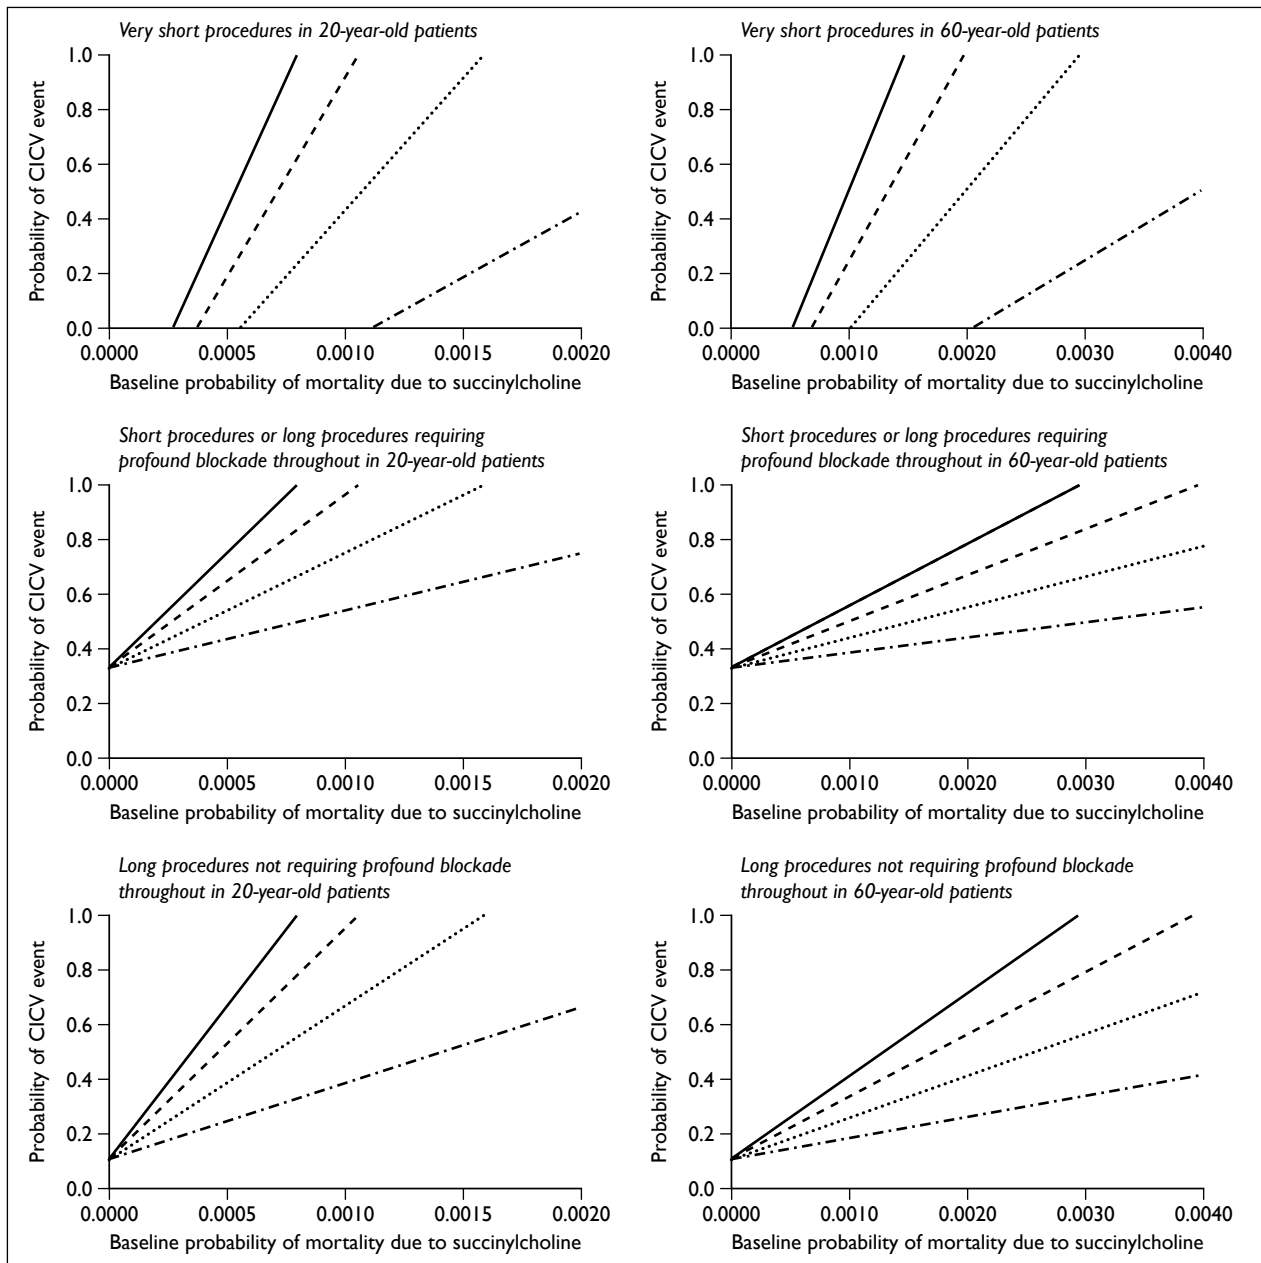 Very short procedures in 20-year-old patients
1.0
0.8
0.6
0.4
0.2
0.0
Probability of CICV event
0.0000 0.0005 0.0010 0.0015 0.0020
Baseline probability of mortality due to succinylcholine
Very short procedures in 60-year-old patients
1.0
0.8
0.6
0.4
0.2
0.0
Probability of CICV event
0.0000 0.0010 0.0020 0.0030 0.0040
Baseline probability of mortality due to succinylcholine
Short procedures or long procedures requiring
profound blockade throughout in 20-year-old patients
1.0
0.8
0.6
0.4
0.2
0.0
Probability of CICV event
0.0000 0.0005 0.0010 0.0015 0.0020
Baseline probability of mortality due to succinylcholine
Short procedures or long procedures requiring
profound blockade throughout in 60-year-old patients
1.0
0.8
0.6
0.4
0.2
0.0
Probability of CICV event
0.0000 0.0010 0.0020 0.0030 0.0040
Baseline probability of mortality due to succinylcholine
Long procedures not requiring profound blockade
throughout in 20-year-old patients
1.0
0.8
0.6
0.4
0.2
0.0
Probability of CICV event
0.0000 0.0005 0.0010 0.0015 0.0020
Baseline probability of mortality due to succinylcholine
Long procedures not requiring profound blockade
throughout in 60-year-old patients
1.0
0.8
0.6
0.4
0.2
0.0
Probability of CICV event
0.0000 0.0010 0.0020 0.0030 0.0040
Baseline probability of mortality due to succinylcholine